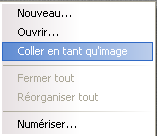 Nouveau...
Ouvrir...
Coller en tant qu'image
Fermer tout
Réorganiser tout
Numériser...